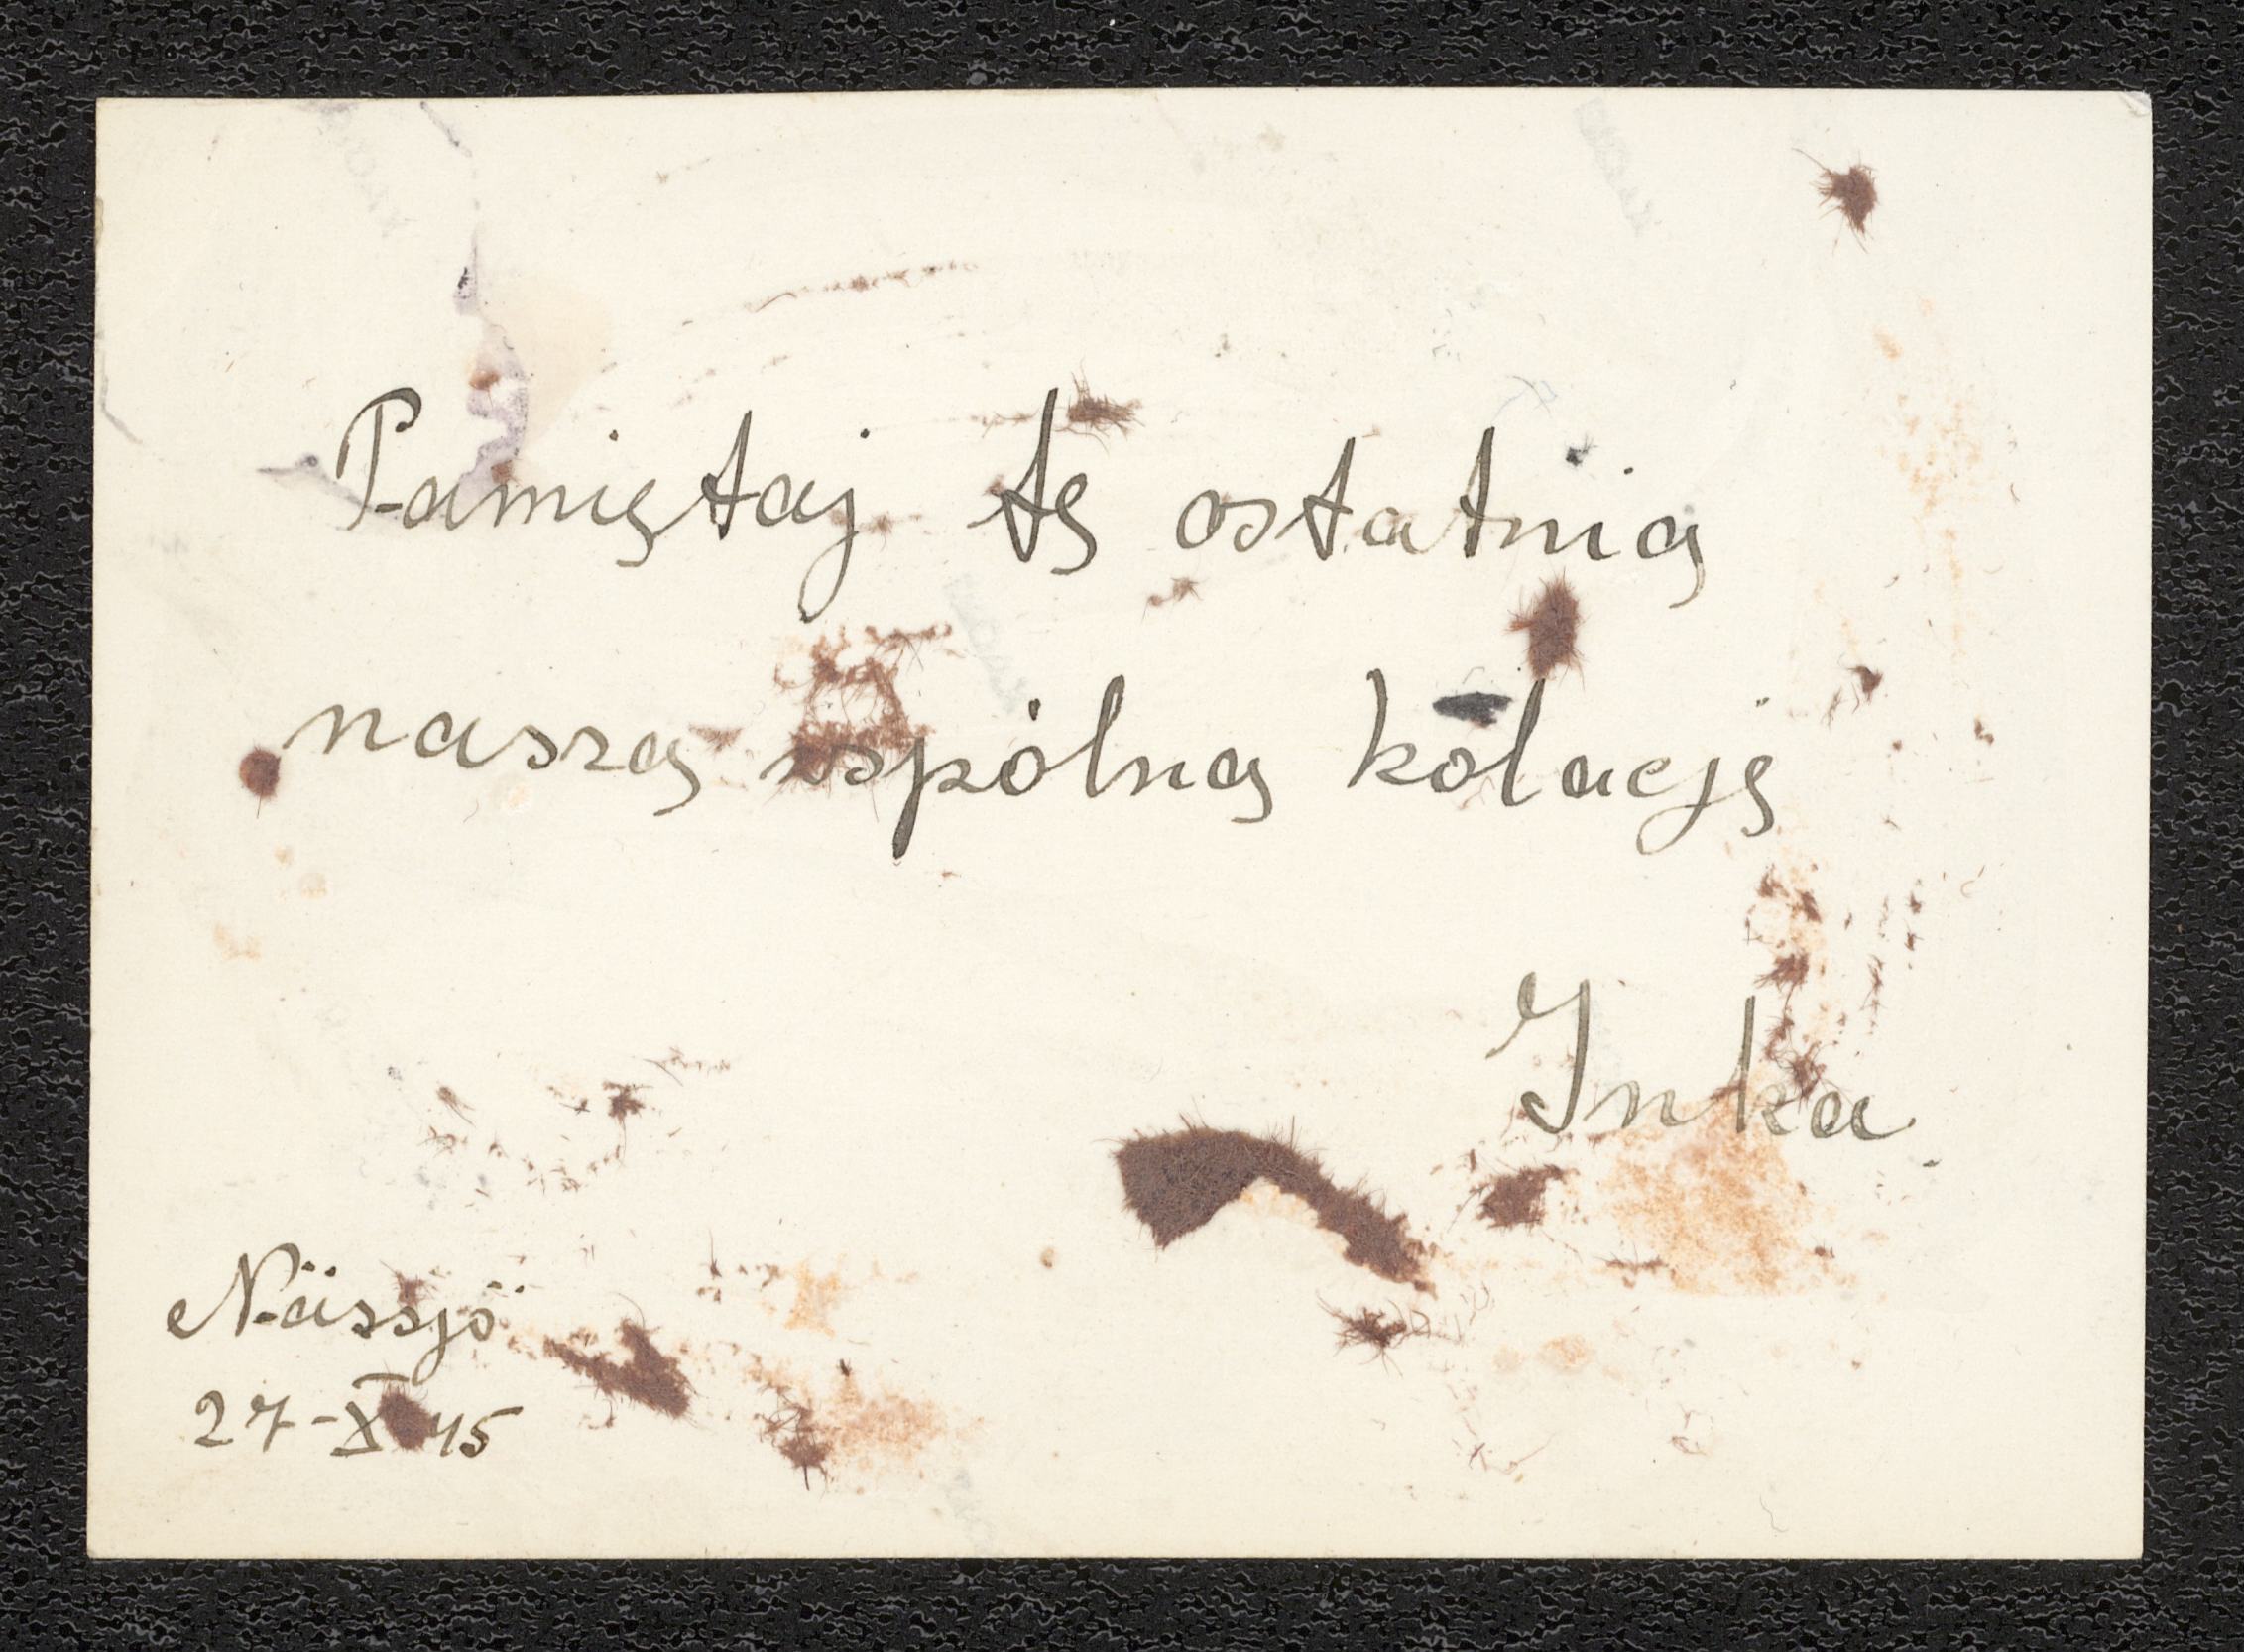 Pamiętaj tę ostatnią
naszą wspólną kolację
Inka
Nässjö
27-X 45